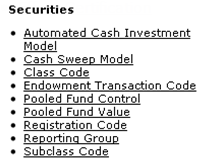 Securities
• Automated Cash Investment
Model
• Cash Sweep Model
• Class Code
• Endowment Transaction Code
• Pooled Fund Control
• Pooled Fund Value
• Registration Code
• Reporting Group
• Subclass Code